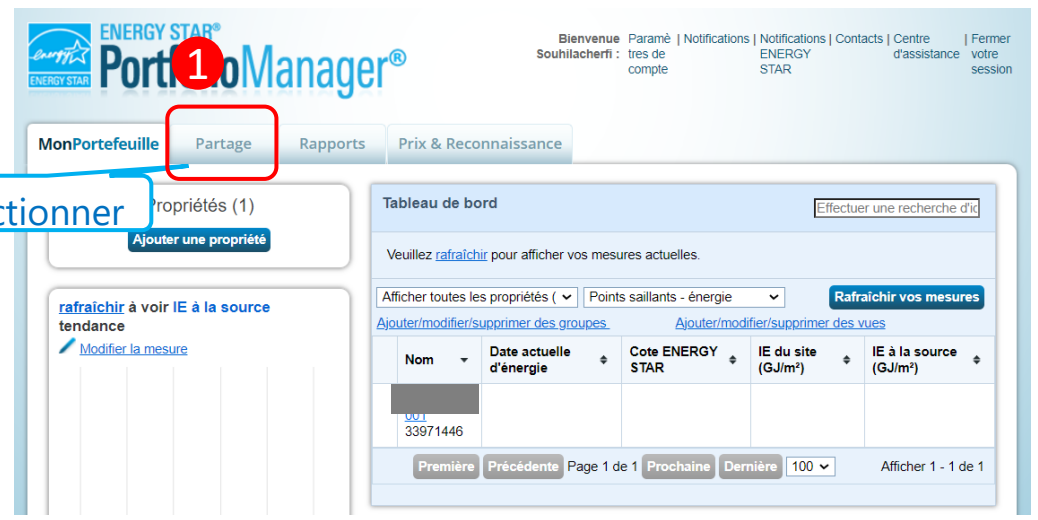 ENERGY STAR®
PortfolioManager®
energy
ENERGY STAR
1
Bienvenue Souhilacherfi :
Paramè tres de compte | Notifications | Notifications ENERGY STAR | Contacts | Centre d'assistance | Fermer votre session
MonPortefeuille Partage Rapports Prix & Reconnaissance
ctionner
Propriétés (1)
Ajouter une propriété
rafraîchir à voir IE à la source
tendance
Modifier la mesure
Tableau de bord
Effectuer une recherche d'ic
Veuillez rafraîchir pour afficher vos mesures actuelles.
Afficher toutes les propriétés ( Points saillants - énergie Rafraîchir vos mesures
Ajouter/modifier/supprimer des groupes Ajouter/modifier/supprimer des vues
Nom Date actuelle d'énergie Cote ENERGY STAR IE du site (GJ/m²) IE à la source (GJ/m²)
001
33971446
Première Précédente Page 1 de 1 Prochaine Dernière 100 Afficher 1 - 1 de 1